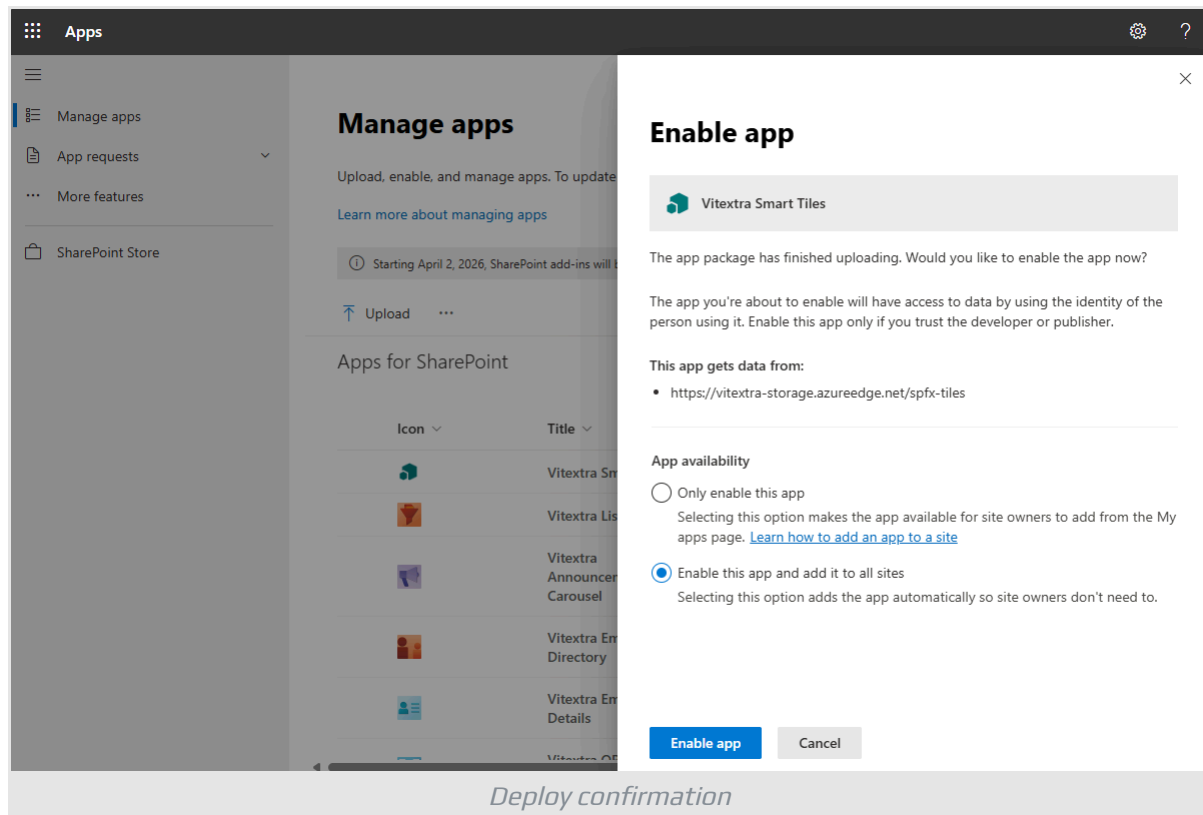 Apps
?
Manage apps
App requests
More features
SharePoint Store
Manage apps
Upload, enable, and manage apps. To update
Learn more about managing apps
Starting April 2, 2026, SharePoint add-ins will
Upload
Apps for SharePoint
Icon Title
Vitextra Sm
Vitextra Lis
Vitextra
Announcer
Carousel
Vitextra Em
Directory
Vitextra Em
Details
Enable app
Vitextra Smart Tiles
The app package has finished uploading. Would you like to enable the app now?
The app you're about to enable will have access to data by using the identity of the
person using it. Enable this app only if you trust the developer or publisher.
This app gets data from:
• https://vitextra-storage.azureedge.net/spfx-tiles
App availability
Only enable this app
Selecting this option makes the app available for site owners to add from the My
apps page. Learn how to add an app to a site
Enable this app and add it to all sites
Selecting this option adds the app automatically so site owners don't need to.
Enable app Cancel
Deploy confirmation